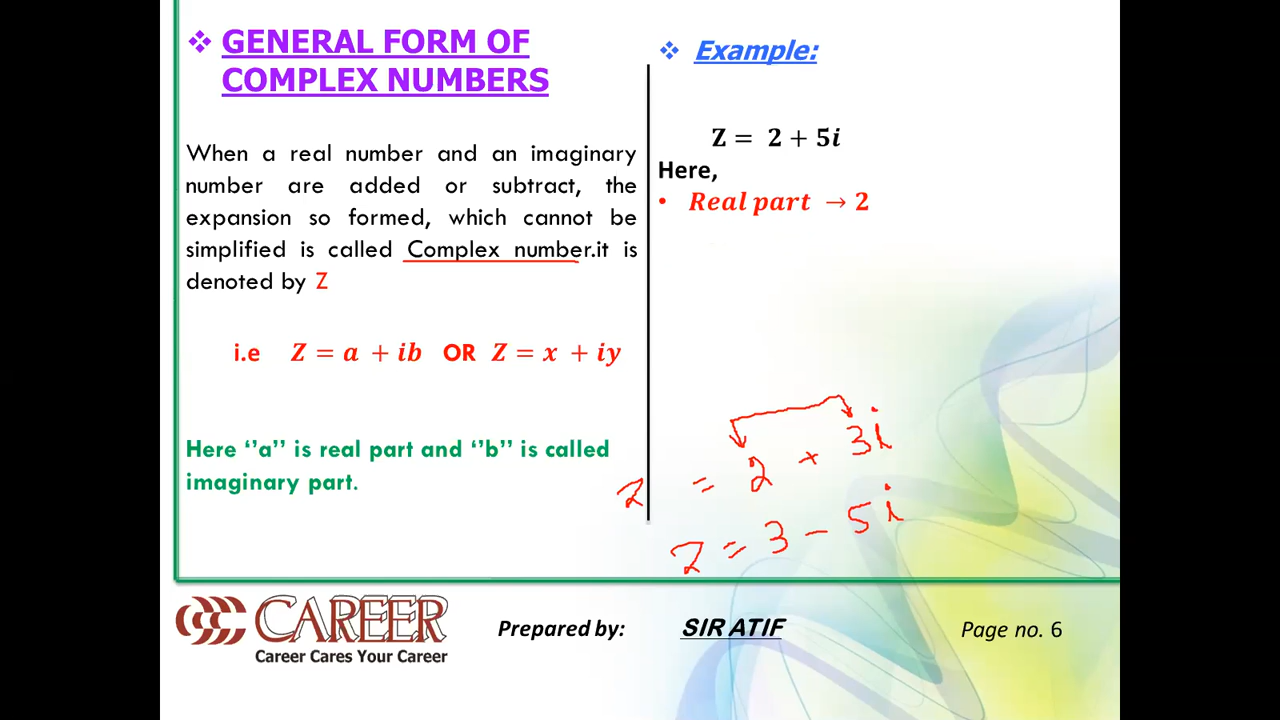 ❖ GENERAL FORM OF
COMPLEX NUMBERS
When a real number and an imaginary
number are added or subtract, the
expansion so formed, which cannot be
simplified is called Complex number.it is
denoted by Z
i.e Z = a + ib OR Z = x + iy
Here ‘’a’’ is real part and ‘’b’’ is called
imaginary part.
❖ Example:
Z = 2 + 5i
Here,
• Real part → 2
Z = 2 + 3i
Z = 3 - 5i
CAREER
Career Cares Your Career
Prepared by: SIR ATIF
Page no. 6